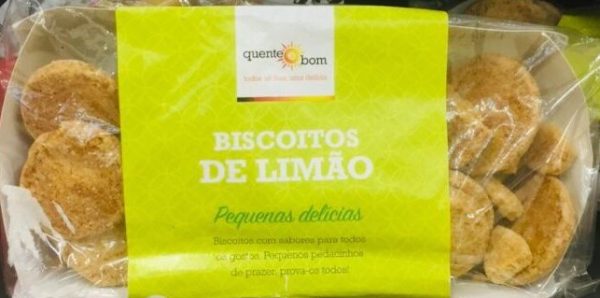 quente bom
BISCOITOS
DE LIMÃO
Pequenas delícias
Biscoitos com sabores para todos
os gostos. Pequenos pedacinhos
de prazer, prova-os todos!